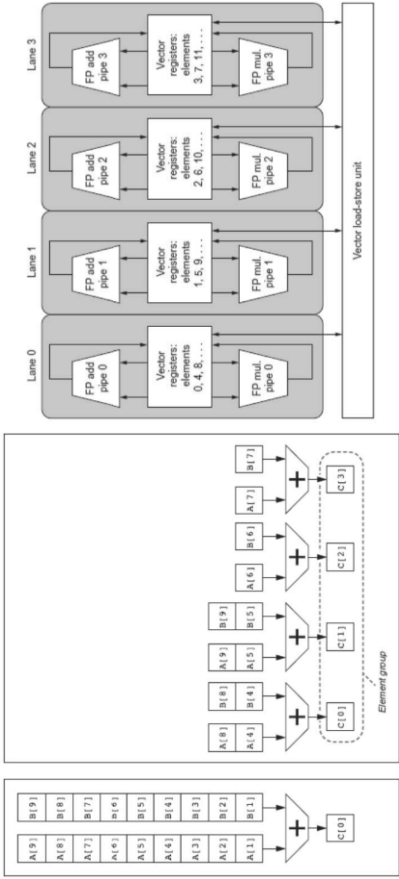 A[9]
B[9]
A[8]
B[8]
A[7]
B[7]
A[6]
B[6]
A[5]
B[5]
A[4]
B[4]
A[3]
B[3]
A[2]
B[2]
A[1]
B[1]
+
C[0]
A[8]
B[8]
A[9]
B[9]
A[4]
B[4]
A[5]
B[5]
A[6]
B[6]
A[7]
B[7]
+
+
+
+
C[0]
C[1]
C[2]
C[3]
Element group
Lane 0
Lane 1
Lane 2
Lane 3
FP add
pipe 0
FP add
pipe 1
FP add
pipe 2
FP add
pipe 3
Vector
registers:
elements
0, 4, 8, . . .
Vector
registers:
elements
1, 5, 9, . . .
Vector
registers:
elements
2, 6, 10, . . .
Vector
registers:
elements
3, 7, 11, . . .
FP mul.
pipe 0
FP mul.
pipe 1
FP mul.
pipe 2
FP mul.
pipe 3
Vector load-store unit